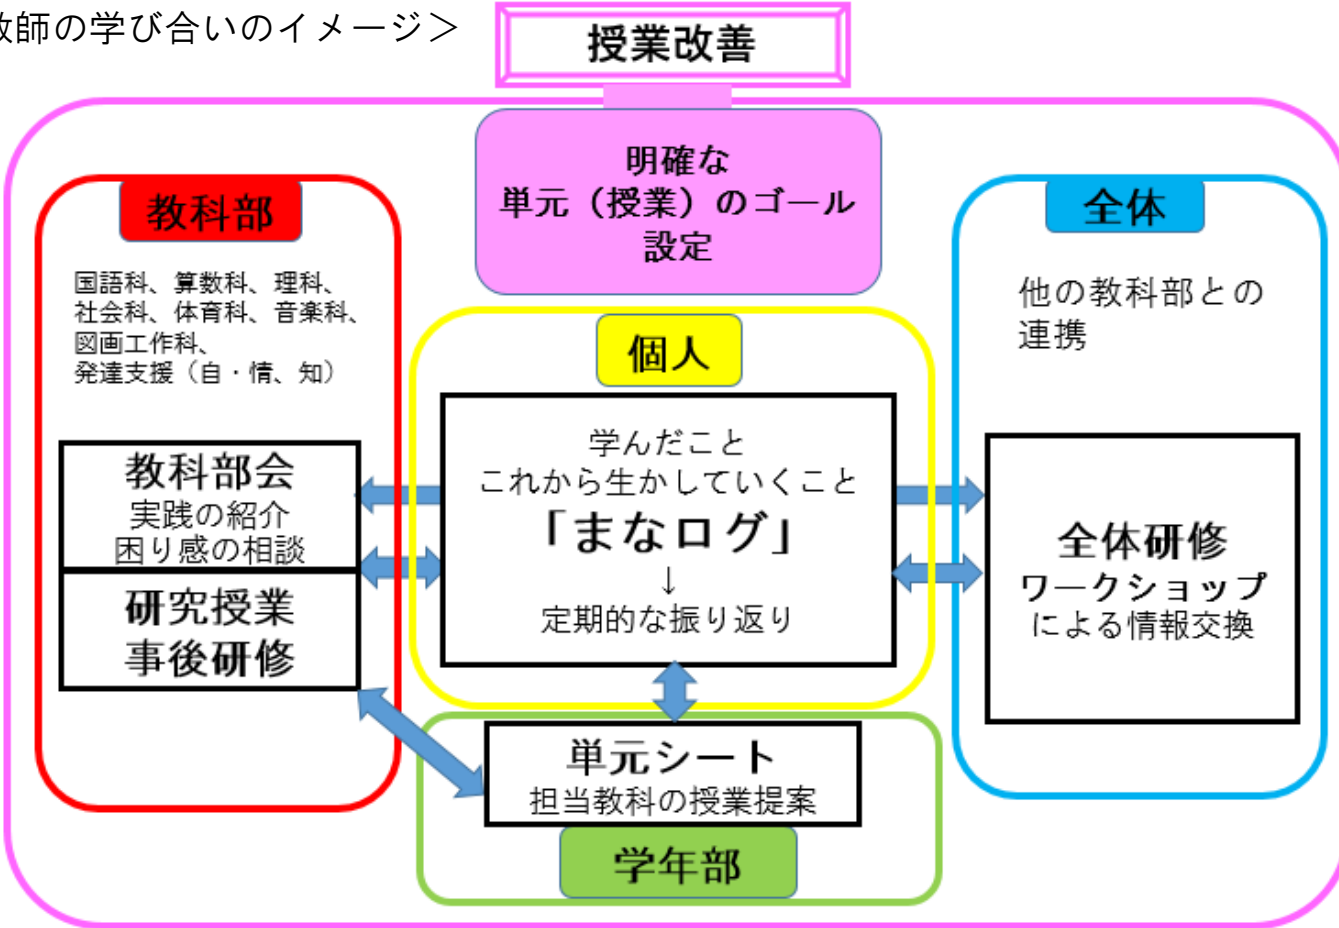 教師の学び合いのイメージ＞
授業改善
明確な
単元（授業）のゴール
設定
教科部
国語科、算数科、理科、
社会科、体育科、音楽科、
図画工作科、
発達支援（自・情、知）
教科部会
実践の紹介
困り感の相談
研究授業
事後研修
個人
学んだこと
これから生かしていくこと
「まなログ」
↓
定期的な振り返り
全体
他の教科部との
連携
全体研修
ワークショップ
による情報交換
単元シート
担当教科の授業提案
学年部